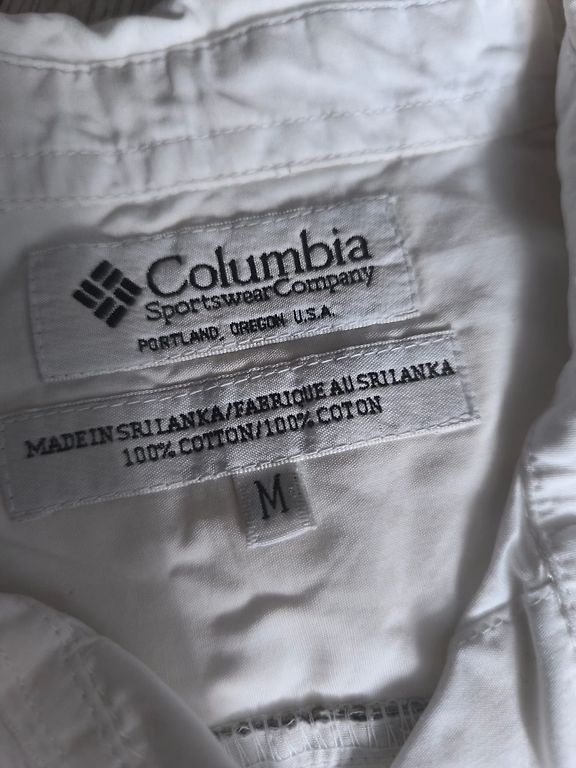 Columbia
Sportswear Company
PORTLAND, OREGON U.S.A.
MADE IN SRI LANKA/FABRIQUE AU SRI LANKA
100% COTTON/100% COTON
M